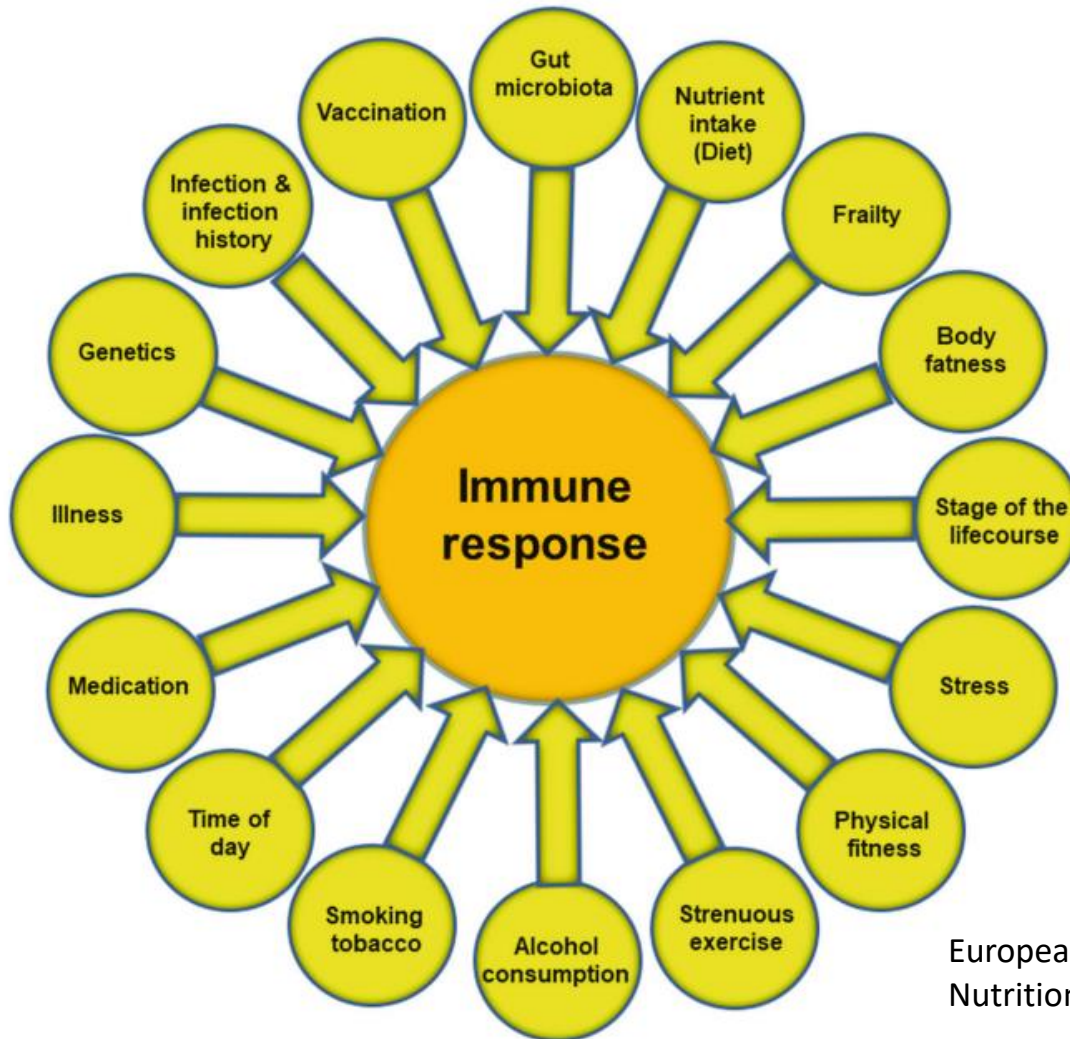 Gut
microbiota
Nutrient
intake
(Diet)
Frailty
Body
fatness
Stage of the
lifecourse
Stress
Physical
fitness
Strenuous
exercise
Alcohol
consumption
Smoking
tobacco
Time of
day
Medication
Illness
Genetics
Infection &
infection
history
Vaccination
Immune
response
Europea
Nutrition